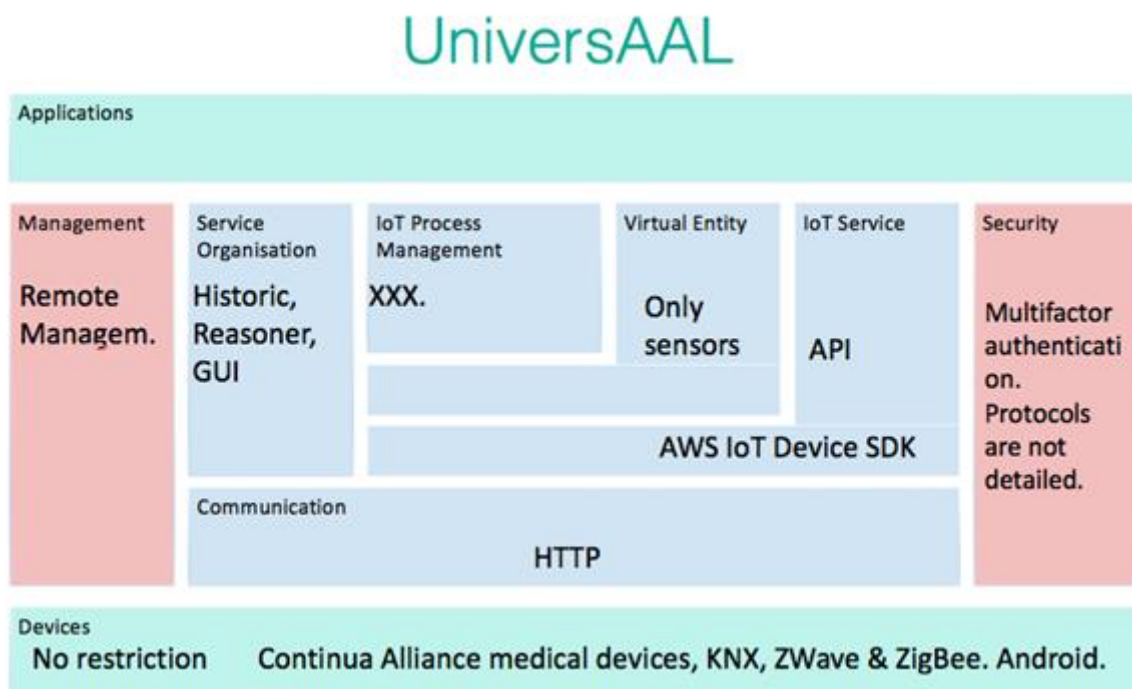 UniversAAL
Applications
Management
Remote
Managem.
Service
Organisation
Historic,
Reasoner,
GUI
IoT Process
Management
XXX.
Virtual Entity
Only
sensors
IoT Service
API
AWS IoT Device SDK
Security
Multifactor
authenticati
on.
Protocols
are not
detailed.
Communication
HTTP
Devices
No restriction Continua Alliance medical devices, KNX, ZWave & ZigBee. Android.